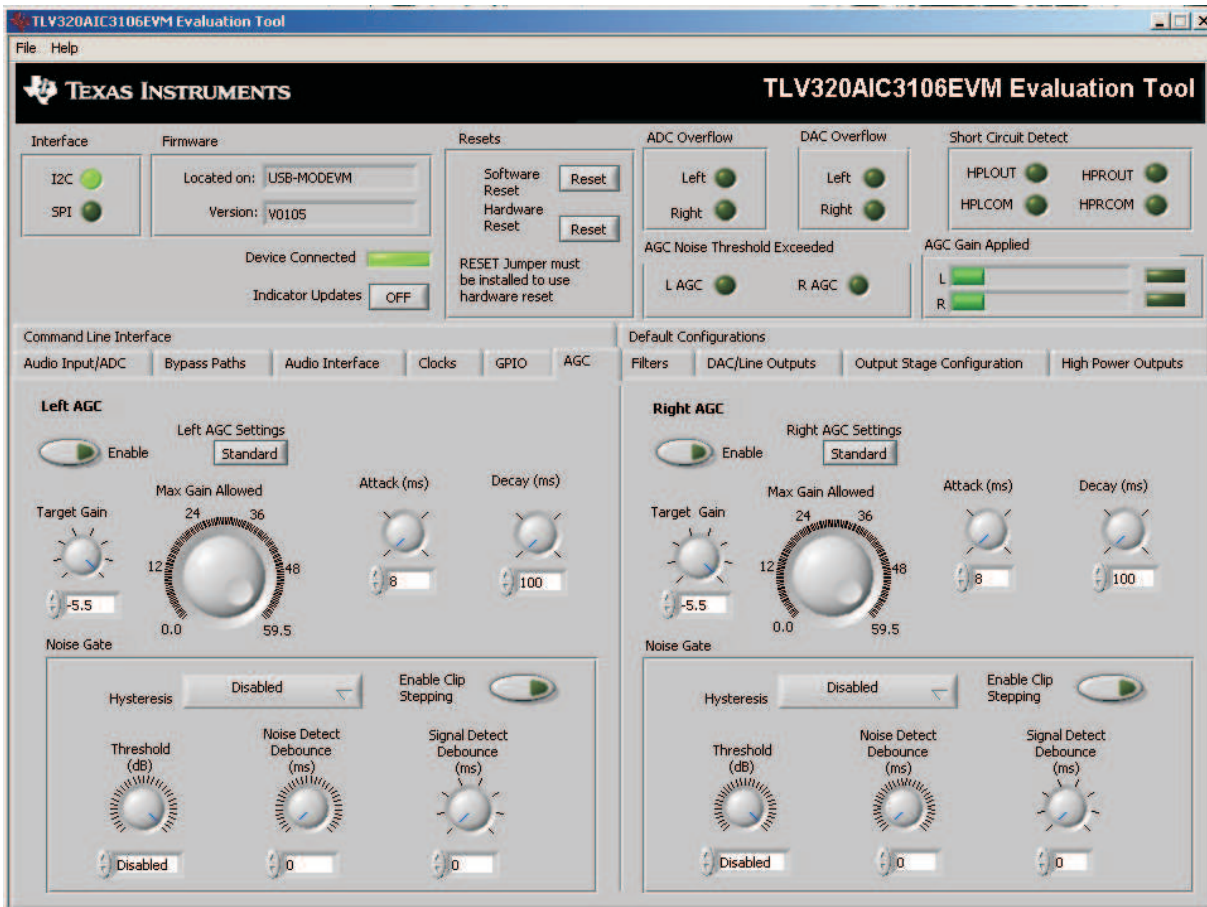 TLV320AIC3106EVM Evaluation Tool
File Help
TEXAS INSTRUMENTS
TLV320AIC3106EVM Evaluation Tool
Interface
I2C
SPI
Firmware
Located on: USB-MODEVM
Version: V0105
Device Connected
Indicator Updates OFF
Resets
Software Reset Reset
Hardware Reset Reset
RESET Jumper must
be installed to use
hardware reset
ADC Overflow
Left
Right
DAC Overflow
Left
Right
Short Circuit Detect
HPLOUT HPROUT
HPLCOM HPRCOM
AGC Noise Threshold Exceeded
L AGC R AGC
AGC Gain Applied
L
R
Command Line Interface Default Configurations
Audio Input/ADC Bypass Paths Audio Interface Clocks GPIO AGC Filters DAC/Line Outputs Output Stage Configuration High Power Outputs
Left AGC
Enable
Left AGC Settings
Standard
Target Gain
-5.5
Max Gain Allowed
24 36
12 48
0.0 59.5
Attack (ms)
8
Decay (ms)
100
Noise Gate
Hysteresis Disabled
Enable Clip
Stepping
Threshold
(dB)
Disabled
Noise Detect
Debounce
(ms)
0
Signal Detect
Debounce
(ms)
0
Right AGC
Enable
Right AGC Settings
Standard
Target Gain
-5.5
Max Gain Allowed
24 36
12 48
0.0 59.5
Attack (ms)
8
Decay (ms)
100
Noise Gate
Hysteresis Disabled
Enable Clip
Stepping
Threshold
(dB)
Disabled
Noise Detect
Debounce
(ms)
0
Signal Detect
Debounce
(ms)
0